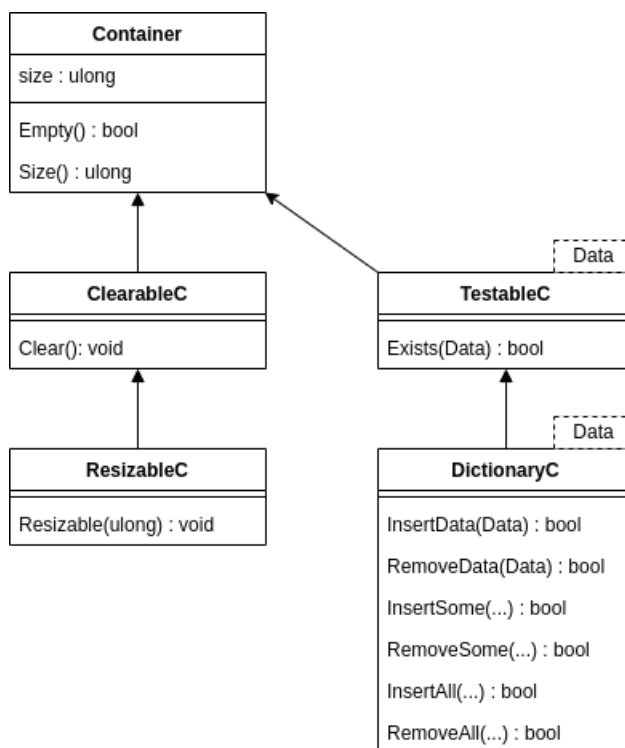 Container
size : ulong
Empty() : bool
Size() : ulong
Data
ClearableC
Clear(): void
TestableC
Exists(Data) : bool
Data
ResizableC
Resizable(ulong) : void
DictionaryC
InsertData(Data) : bool
RemoveData(Data) : bool
InsertSome(...) : bool
RemoveSome(...) : bool
InsertAll(...) : bool
RemoveAll(...) : bool